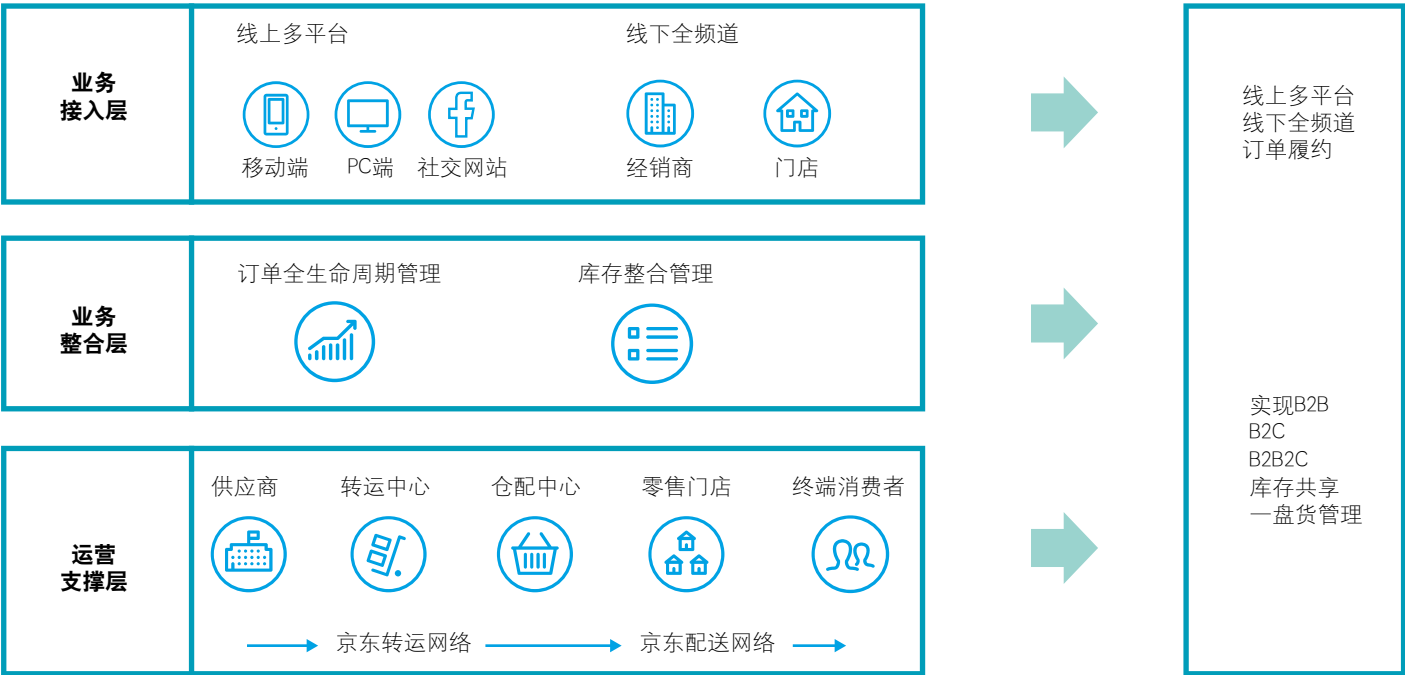 业务
接入层
线上多平台
线下全频道
移动端
PC端
社交网站
经销商
门店
业务
整合层
订单全生命周期管理
库存整合管理
运营
支撑层
供应商
转运中心
仓配中心
零售门店
终端消费者
京东转运网络
京东配送网络
线上多平台
线下全频道
订单履约
实现B2B
B2C
B2B2C
库存共享
一盘货管理